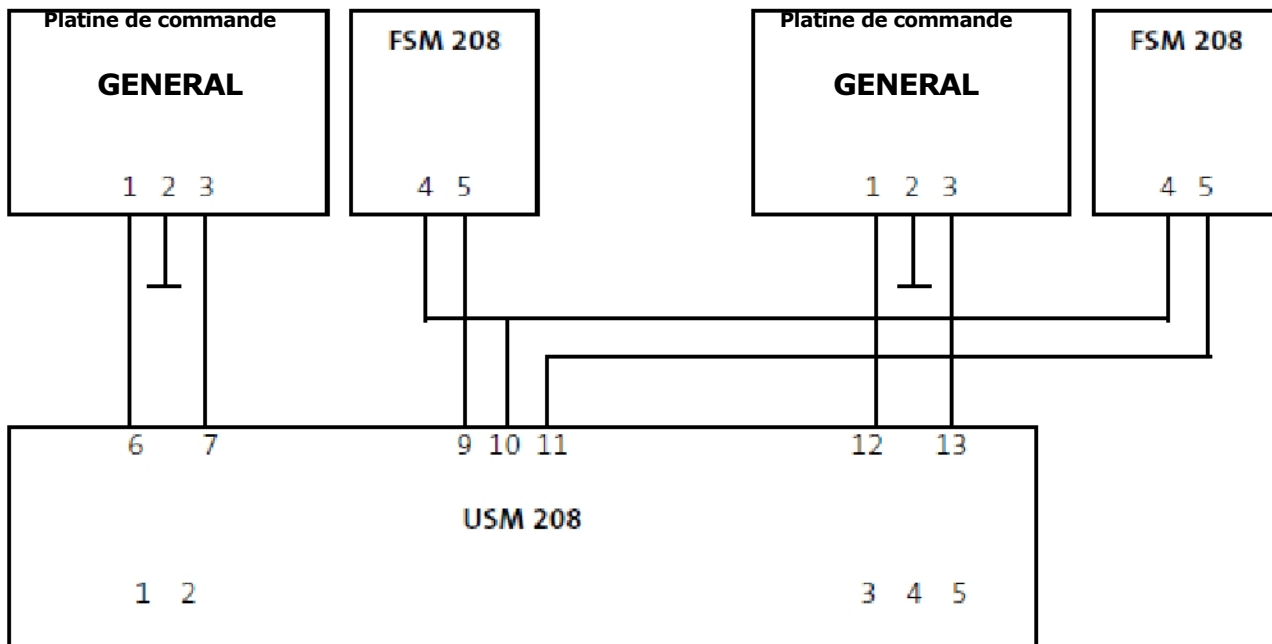 Platine de commande
GENERAL
1 2 3
FSM 208
4 5
Platine de commande
GENERAL
1 2 3
FSM 208
4 5
6 7 9 10 11 12 13
USM 208
1 2 3 4 5